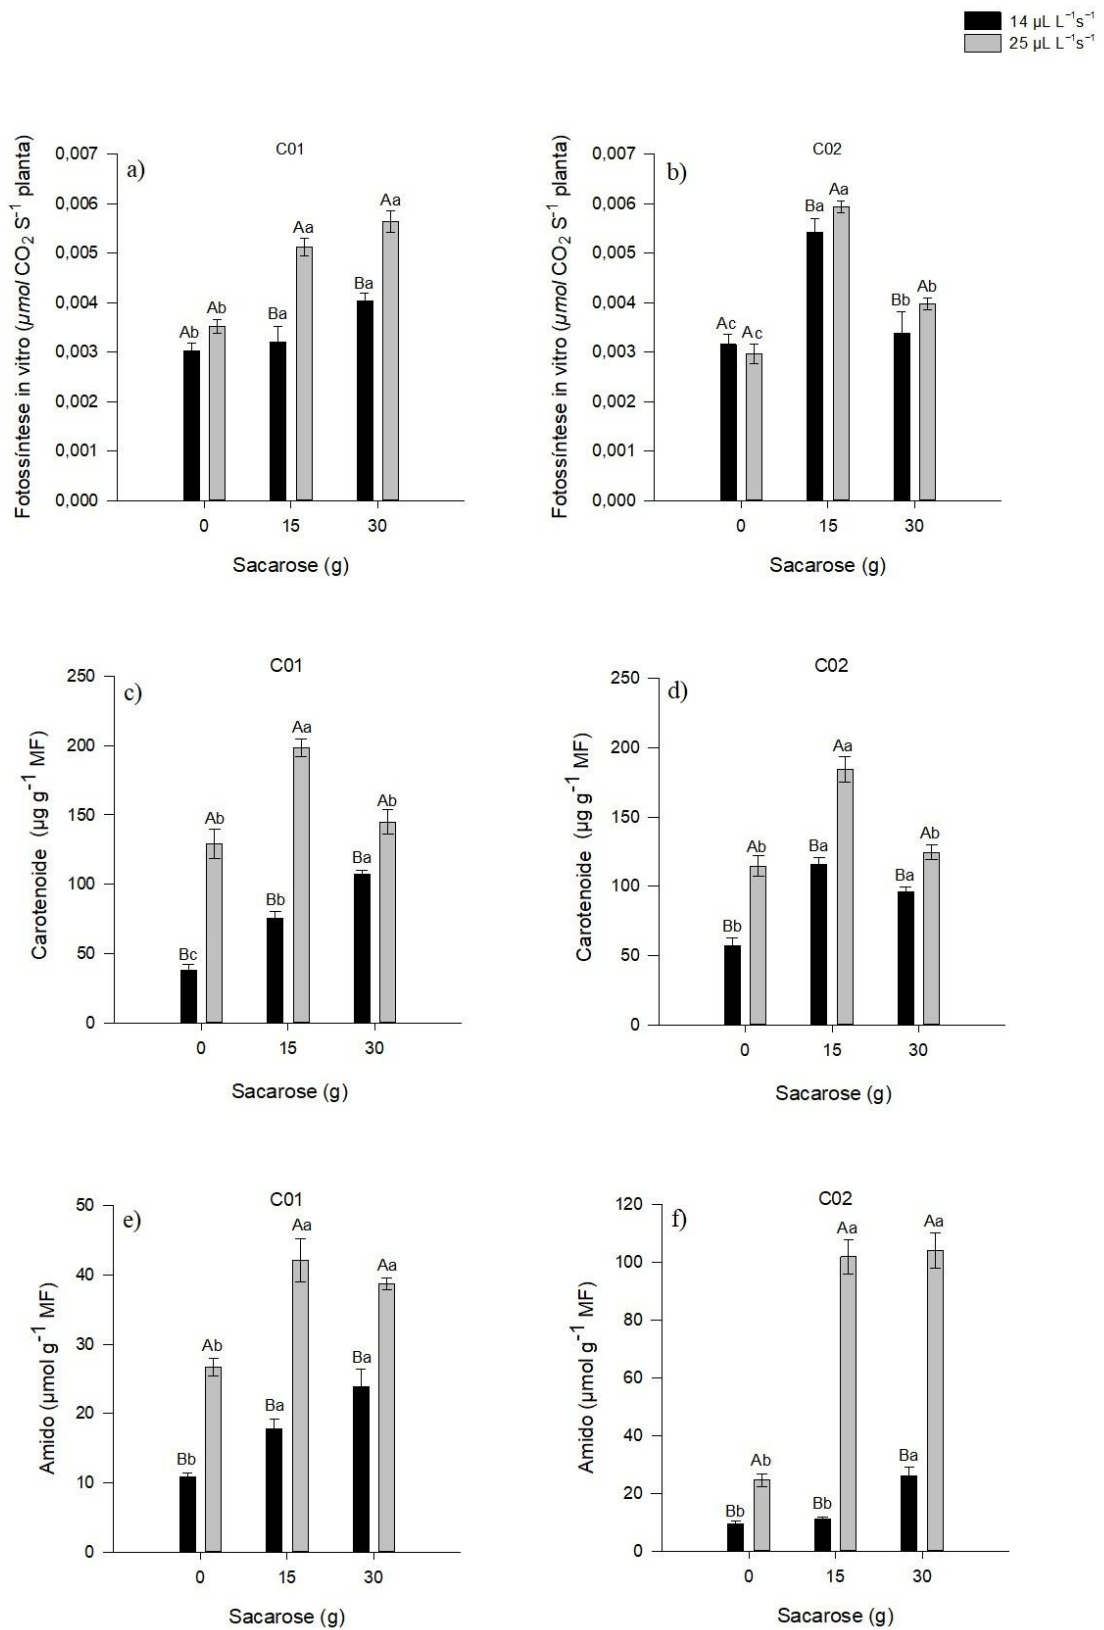 14 µL L⁻¹s⁻¹
25 µL L⁻¹s⁻¹
a)
C01
Fotossíntese in vitro (µmol CO₂ S⁻¹ planta)
0,007
0,006
0,005
0,004
0,003
0,002
0,001
0,000
Ab
Ab
Ba
Aa
Ba
Aa
0
15
30
Sacarose (g)
b)
C02
Fotossíntese in vitro (µmol CO₂ S⁻¹ planta)
0,007
0,006
0,005
0,004
0,003
0,002
0,001
0,000
Ac
Ac
Ba
Aa
Bb
Ab
0
15
30
Sacarose (g)
c)
C01
Carotenoide (µg g⁻¹ MF)
250
200
150
100
50
0
Bc
Ab
Bb
Aa
Ba
Ab
0
15
30
Sacarose (g)
d)
C02
Carotenoide (µg g⁻¹ MF)
250
200
150
100
50
0
Bb
Ab
Ba
Aa
Ba
Ab
0
15
30
Sacarose (g)
e)
C01
Amido (µmol g⁻¹ MF)
50
40
30
20
10
0
Bb
Ab
Ba
Aa
Ba
Aa
0
15
30
Sacarose (g)
f)
C02
Amido (µmol g⁻¹ MF)
120
100
80
60
40
20
0
Bb
Ab
Bb
Aa
Ba
Aa
0
15
30
Sacarose (g)